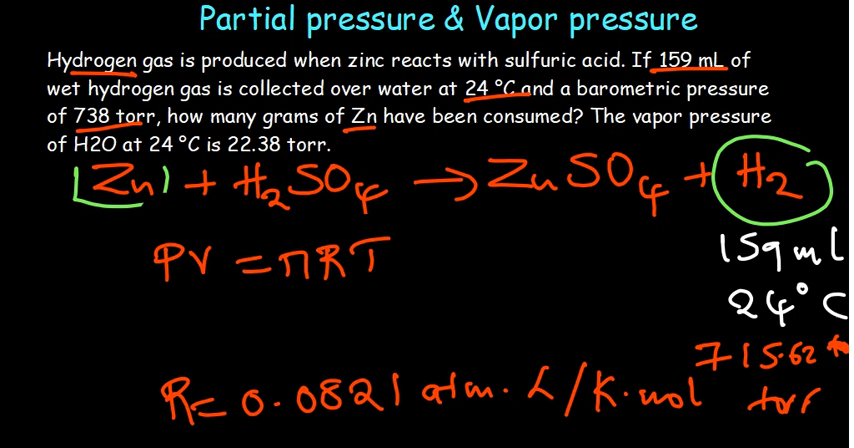 Partial pressure & Vapor pressure
Hydrogen gas is produced when zinc reacts with sulfuric acid. If 159 mL of
wet hydrogen gas is collected over water at 24 °C and a barometric pressure
of 738 torr, how many grams of Zn have been consumed? The vapor pressure
of H2O at 24 °C is 22.38 torr.
Zn + H₂SO₄ → ZnSO₄ + H₂
159 ml
PV = nRT
24° C
715.62
R = 0.0821 atm. L/K.mol
torr